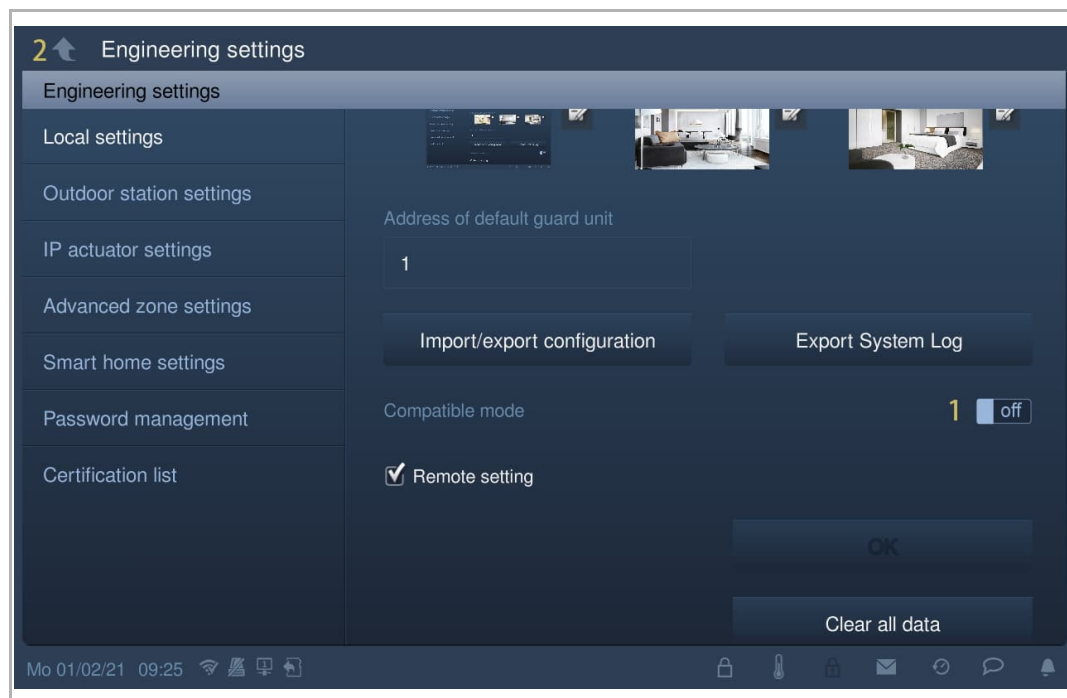 2 Engineering settings
Engineering settings
Local settings
Outdoor station settings
IP actuator settings
Advanced zone settings
Smart home settings
Password management
Certification list
Address of default guard unit
1
Import/export configuration
Export System Log
Compatible mode
1 off
Remote setting
OK
Clear all data
Mo 01/02/21 09:25